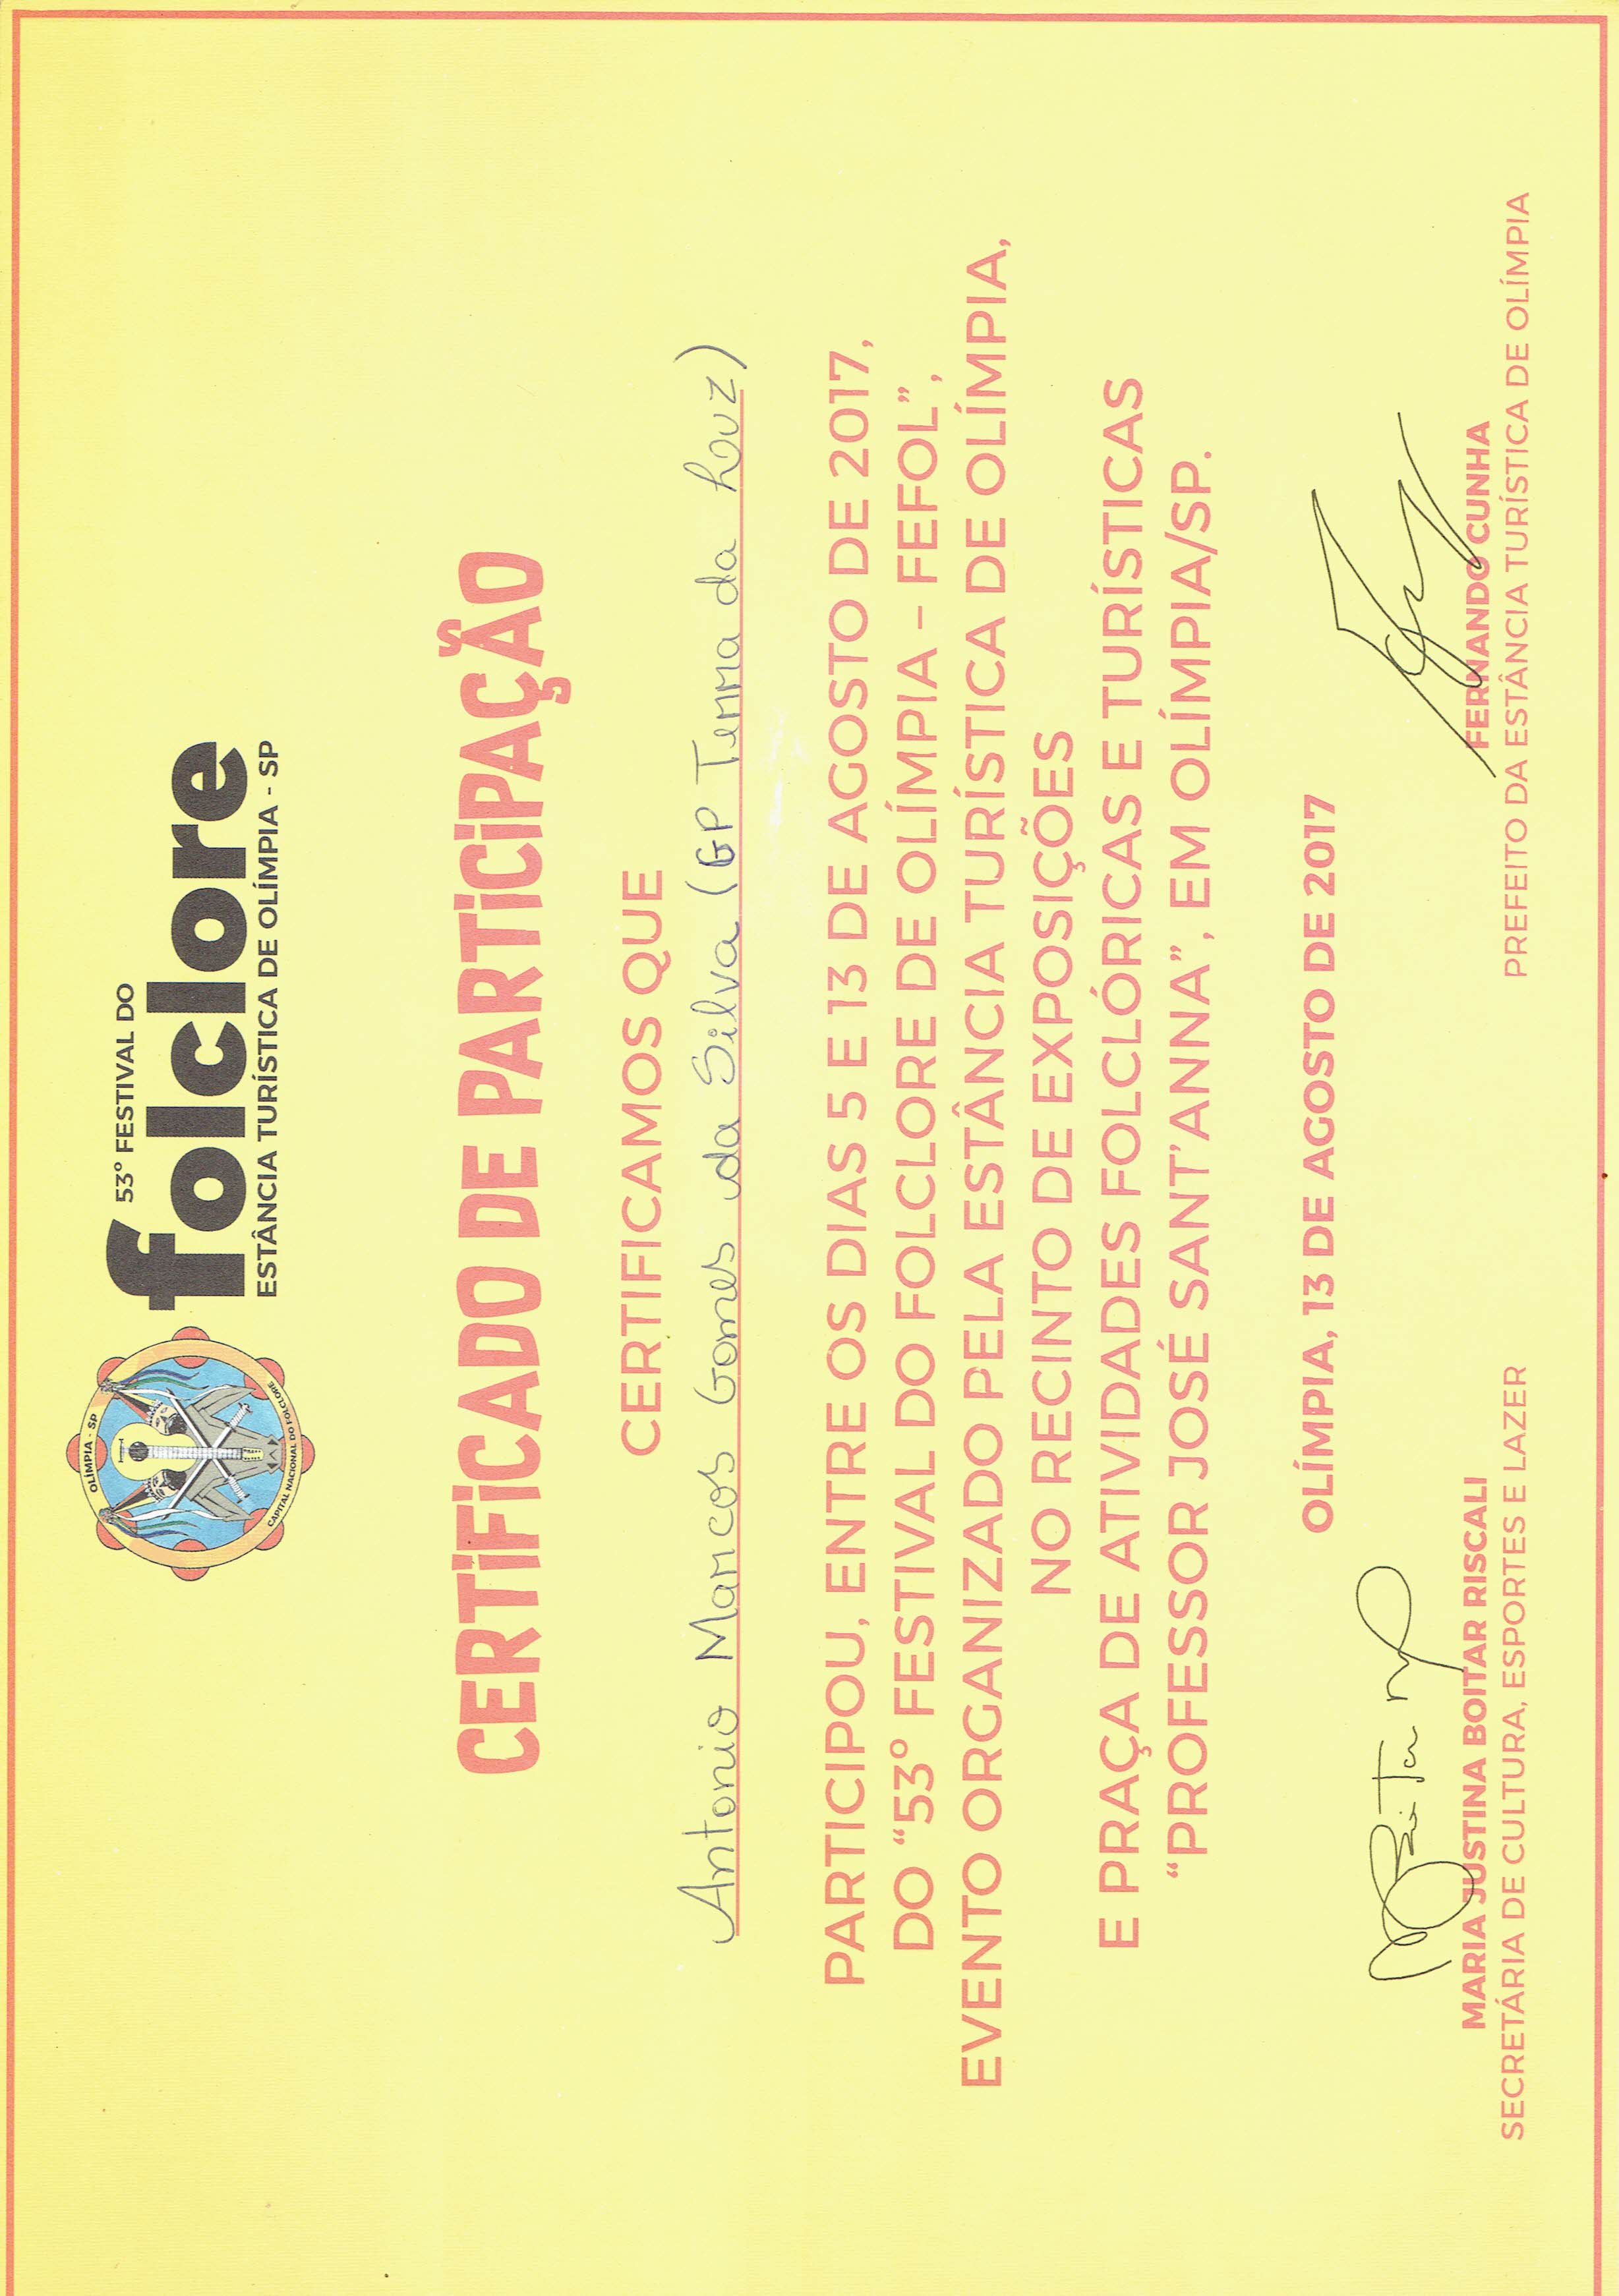 OLÍMPIA - SP
CAPITAL NACIONAL DO FOLCLORE
53º FESTIVAL DO
folclore
ESTÂNCIA TURÍSTICA DE OLÍMPIA - SP
CERTIFICADO DE PARTICIPAÇÃO
CERTIFICAMOS QUE
Antonio Marcos Gomes da Silva (GP Terra da Louz)
PARTICIPOU, ENTRE OS DIAS 5 E 13 DE AGOSTO DE 2017,
DO “53º FESTIVAL DO FOLCLORE DE OLÍMPIA – FEFOL”,
EVENTO ORGANIZADO PELA ESTÂNCIA TURÍSTICA DE OLÍMPIA,
NO RECINTO DE EXPOSIÇÕES
E PRAÇA DE ATIVIDADES FOLCLÓRICAS E TURÍSTICAS
“PROFESSOR JOSÉ SANT’ANNA”, EM OLÍMPIA/SP.
OLÍMPIA, 13 DE AGOSTO DE 2017
MARIA JUSTINA BOITAR RISCALI
SECRETÁRIA DE CULTURA, ESPORTES E LAZER
FERNANDO CUNHA
PREFEITO DA ESTÂNCIA TURÍSTICA DE OLÍMPIA